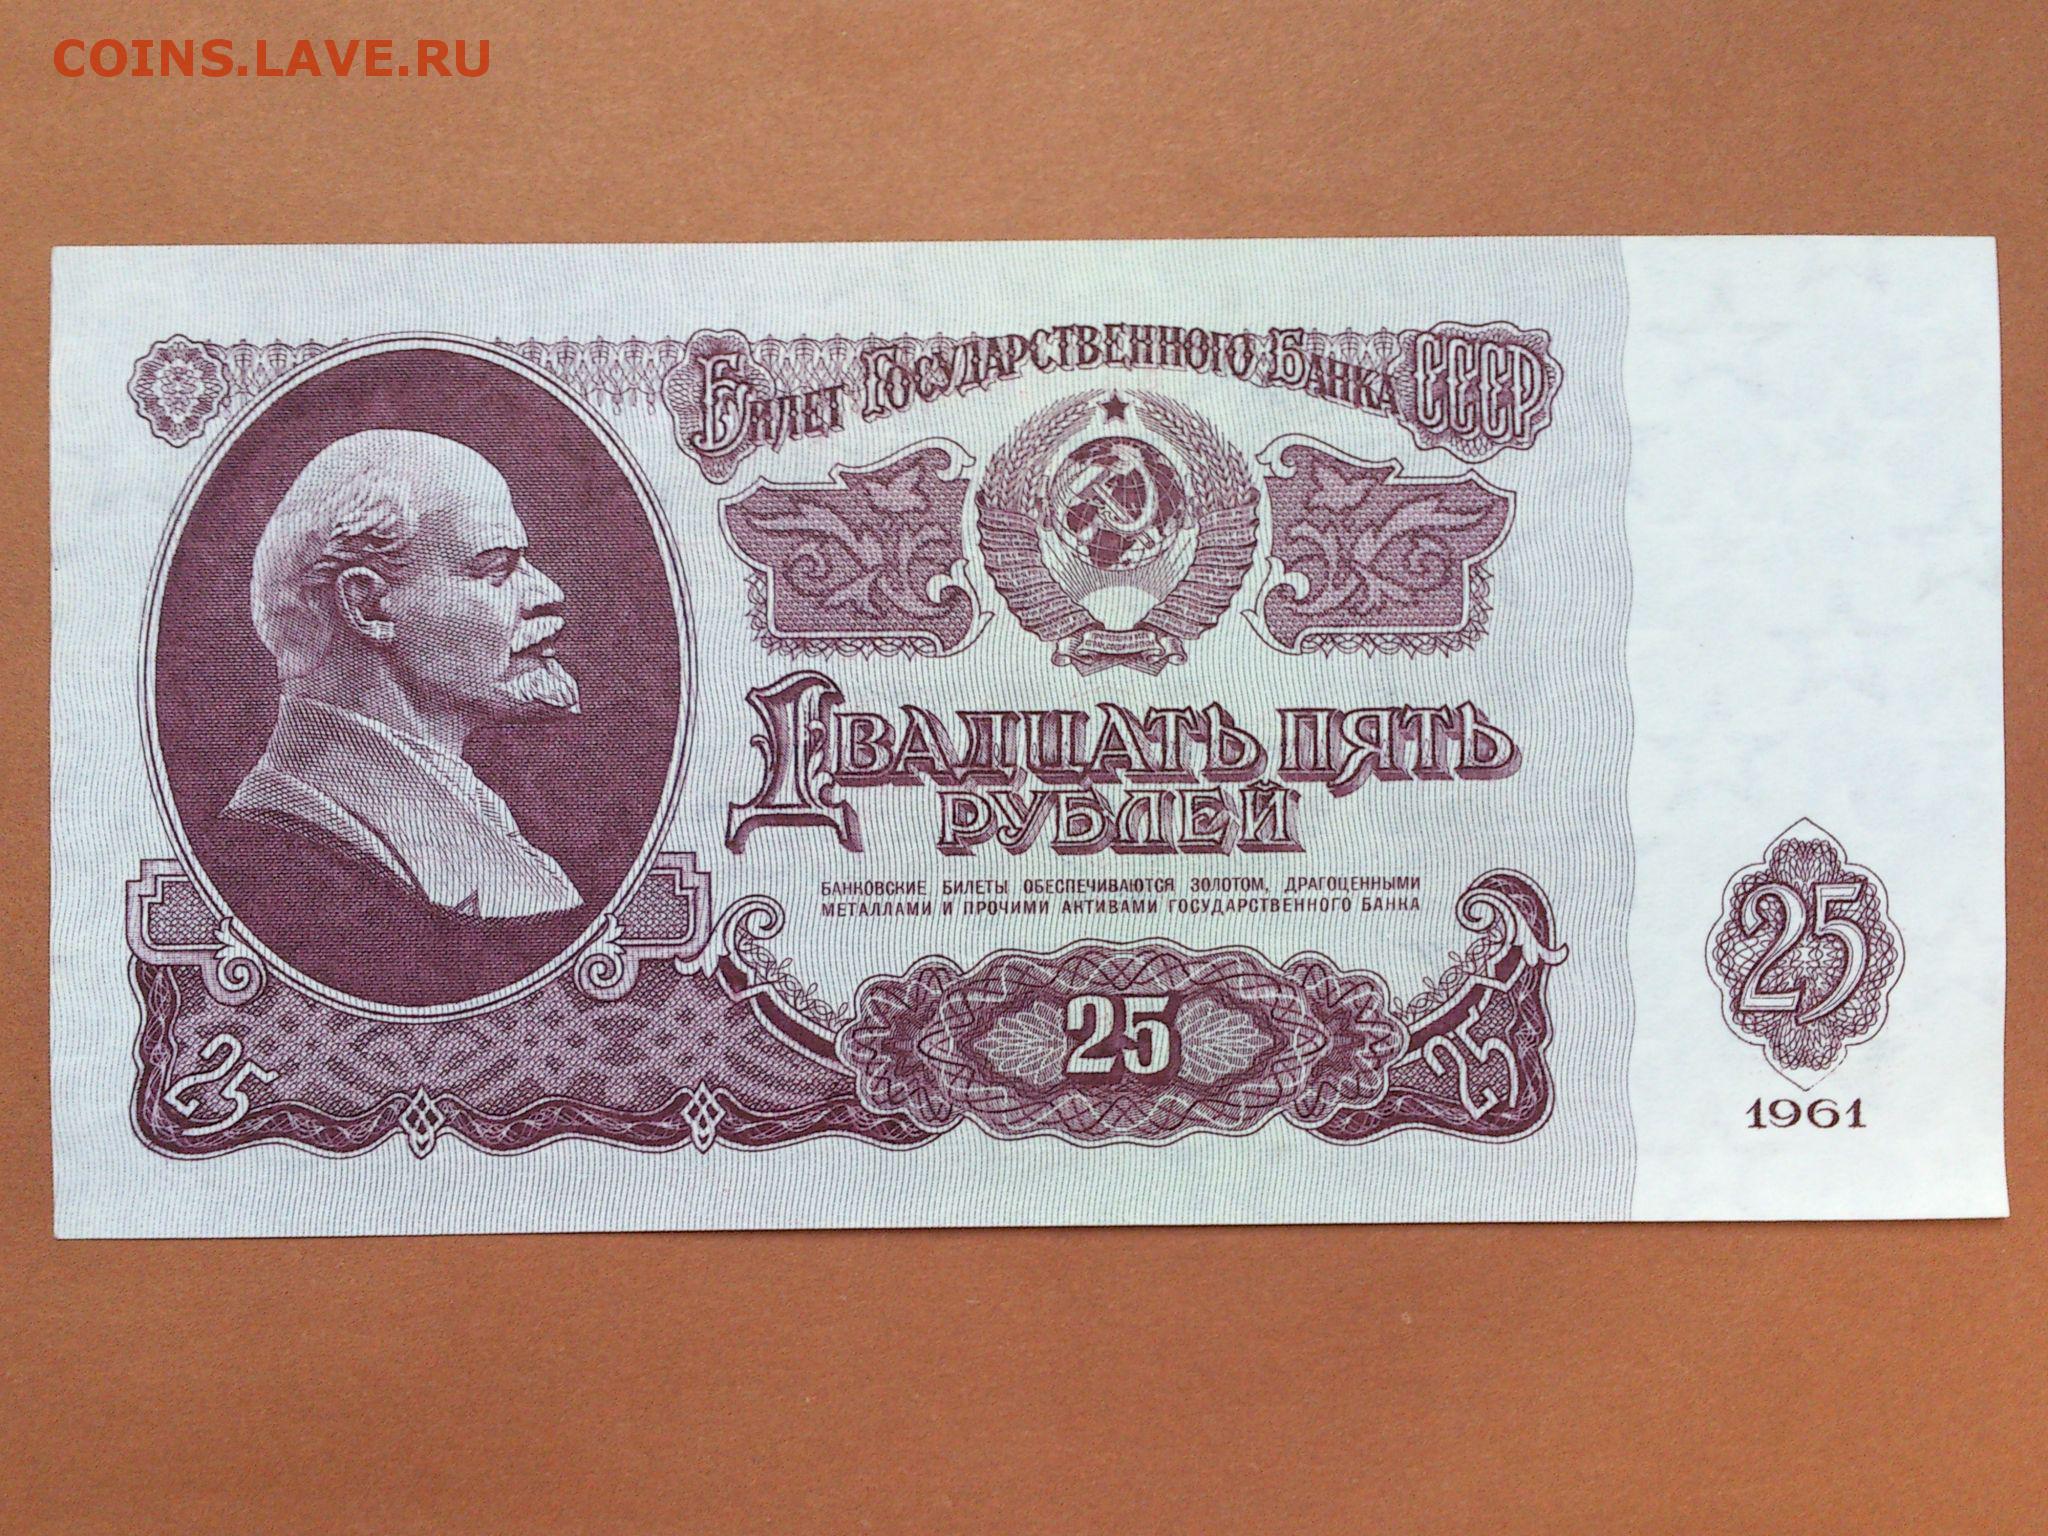 COINS.LAVE.RU
Билет Государственного Банка СССР
Двадцать пять
рублей
БАНКОВСКИЕ БИЛЕТЫ ОБЕСПЕЧИВАЮТСЯ ЗОЛОТОМ, ДРАГОЦЕННЫМИ
МЕТАЛЛАМИ И ПРОЧИМИ АКТИВАМИ ГОСУДАРСТВЕННОГО БАНКА
25
25
25
25
1961